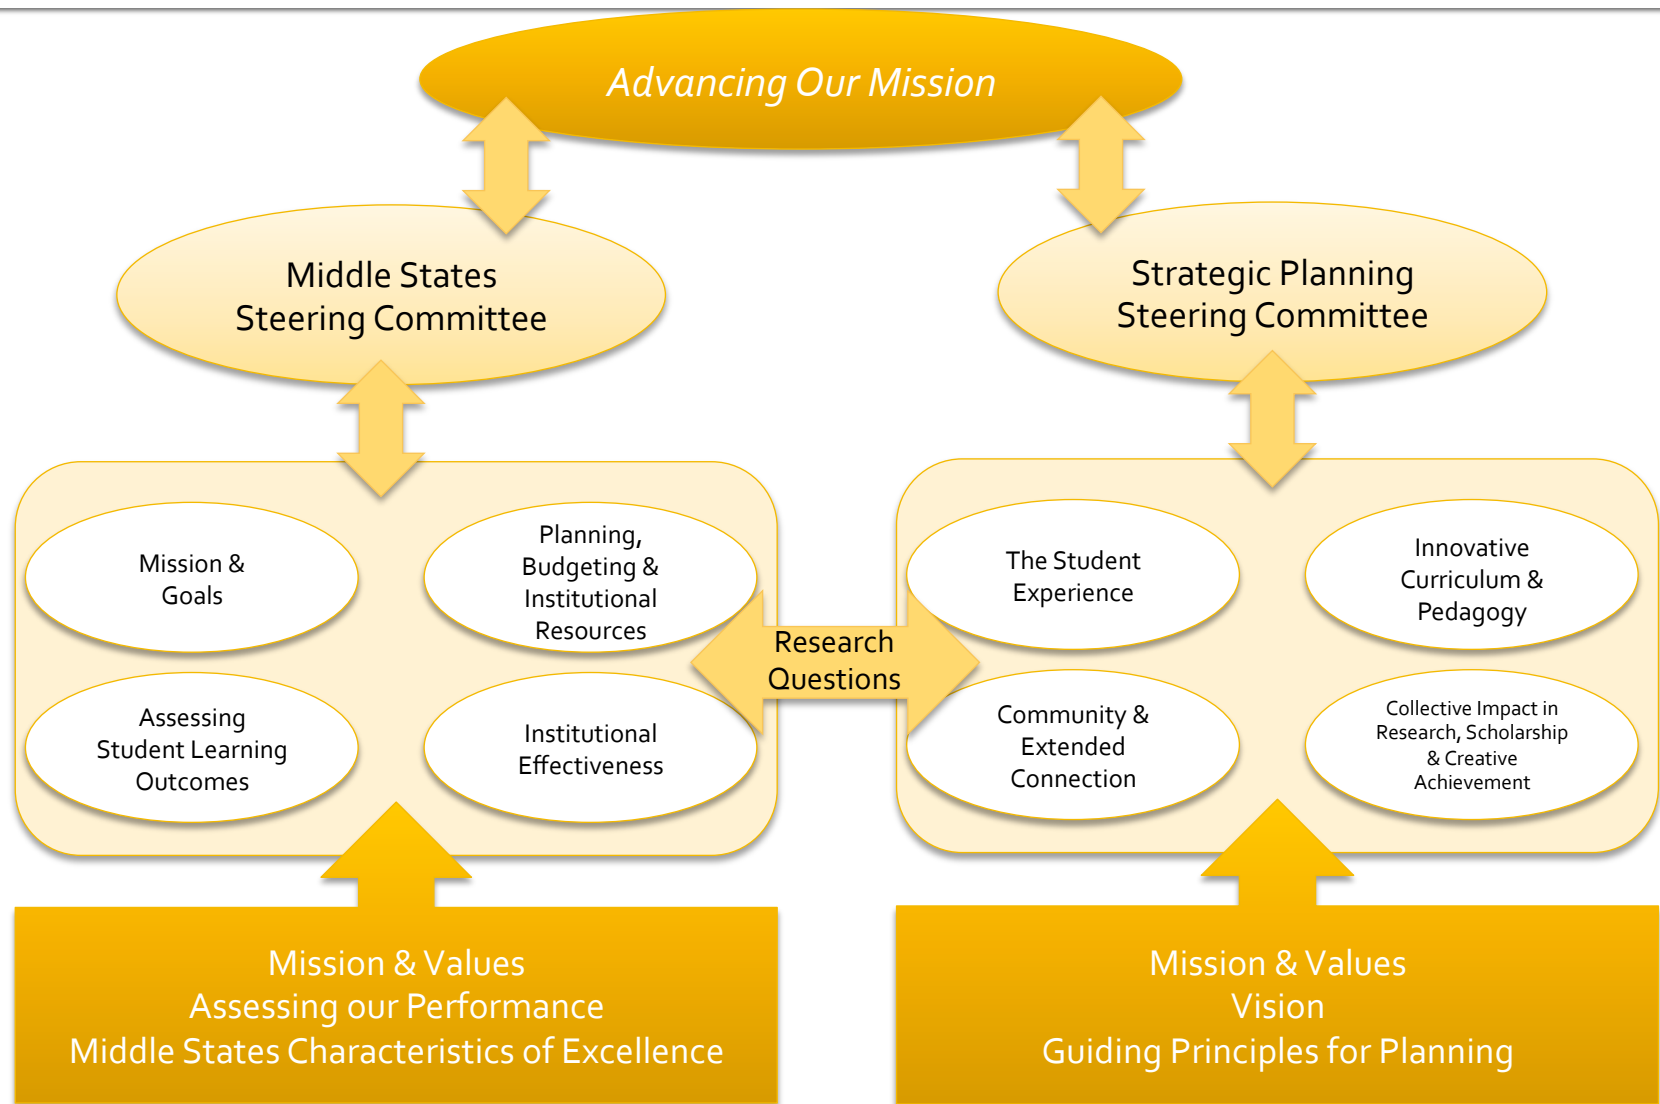 Advancing Our Mission
Middle States
Steering Committee
Strategic Planning
Steering Committee
Mission &
Goals
Planning,
Budgeting &
Institutional
Resources
Assessing
Student Learning
Outcomes
Institutional
Effectiveness
Research
Questions
The Student
Experience
Innovative
Curriculum &
Pedagogy
Community &
Extended
Connection
Collective Impact in
Research, Scholarship
& Creative
Achievement
Mission & Values
Assessing our Performance
Middle States Characteristics of Excellence
Mission & Values
Vision
Guiding Principles for Planning